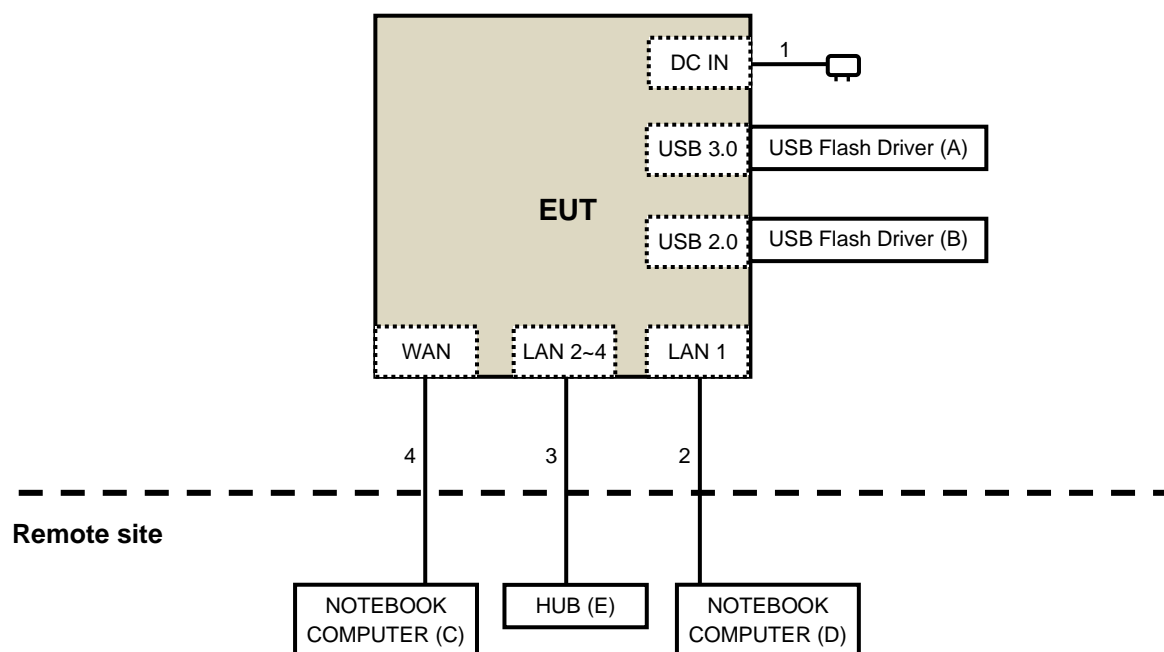 DC IN
1
USB 3.0
USB Flash Driver (A)
EUT
USB 2.0
USB Flash Driver (B)
WAN
LAN 2~4
LAN 1
4
3
2
Remote site
NOTEBOOK
COMPUTER (C)
HUB (E)
NOTEBOOK
COMPUTER (D)